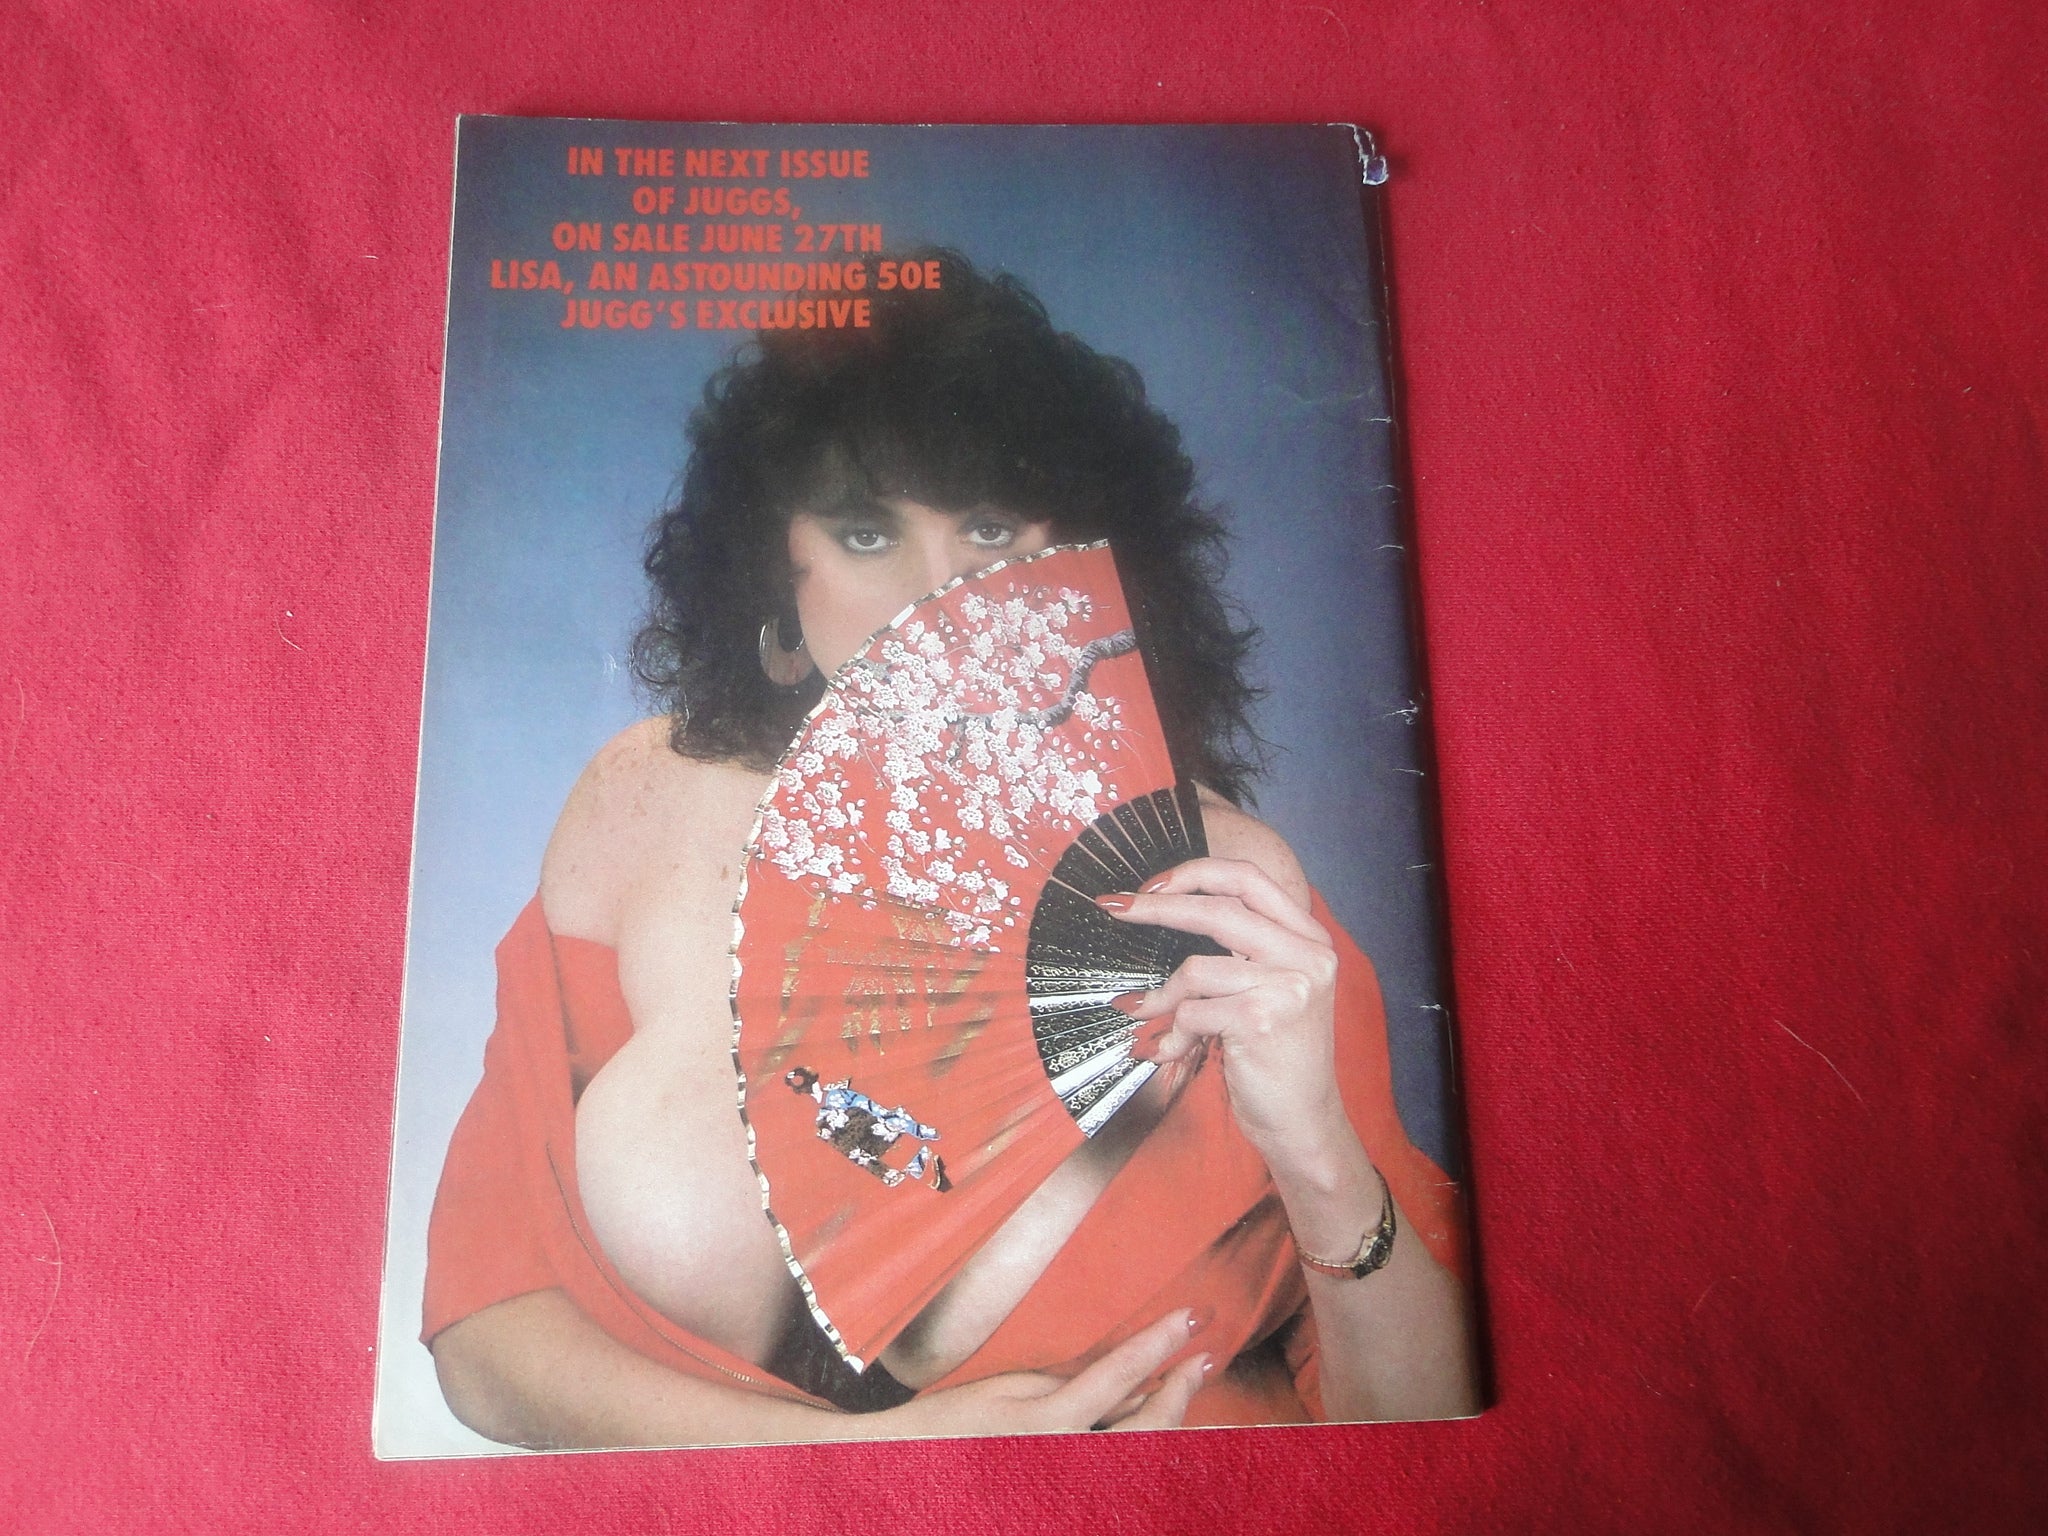 IN THE NEXT ISSUE
OF JUGGS,
ON SALE JUNE 27TH
LISA, AN ASTOUNDING 50E
JUGG'S EXCLUSIVE